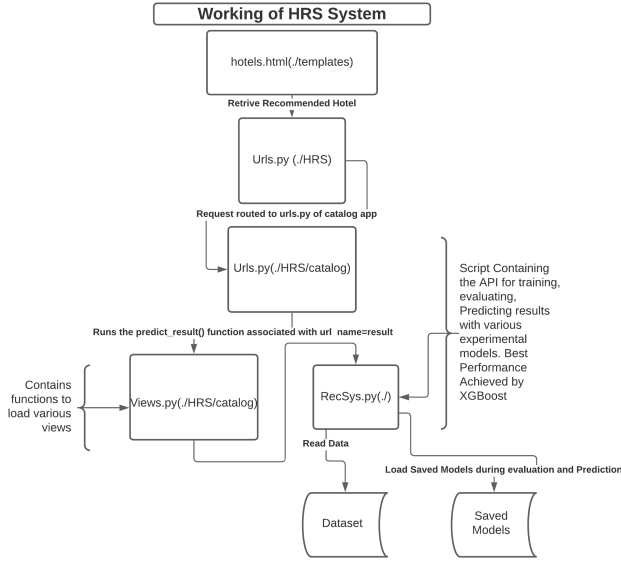 Working of HRS System
hotels.html(./templates)
Retrive Recommended Hotel
Urls.py (./HRS)
Request routed to urls.py of catalog app
Urls.py(./HRS/catalog)
Script Containing
the API for training,
evaluating,
Predicting results
with various
experimental
models. Best
Performance
Achieved by
XGBoost
Runs the predict_result() function associated with url  name=result
Contains
functions to
load various
views
Views.py(./HRS/catalog)
RecSys.py(./)
Read Data
Load Saved Models during evaluation and Prediction
Dataset
Saved
Models